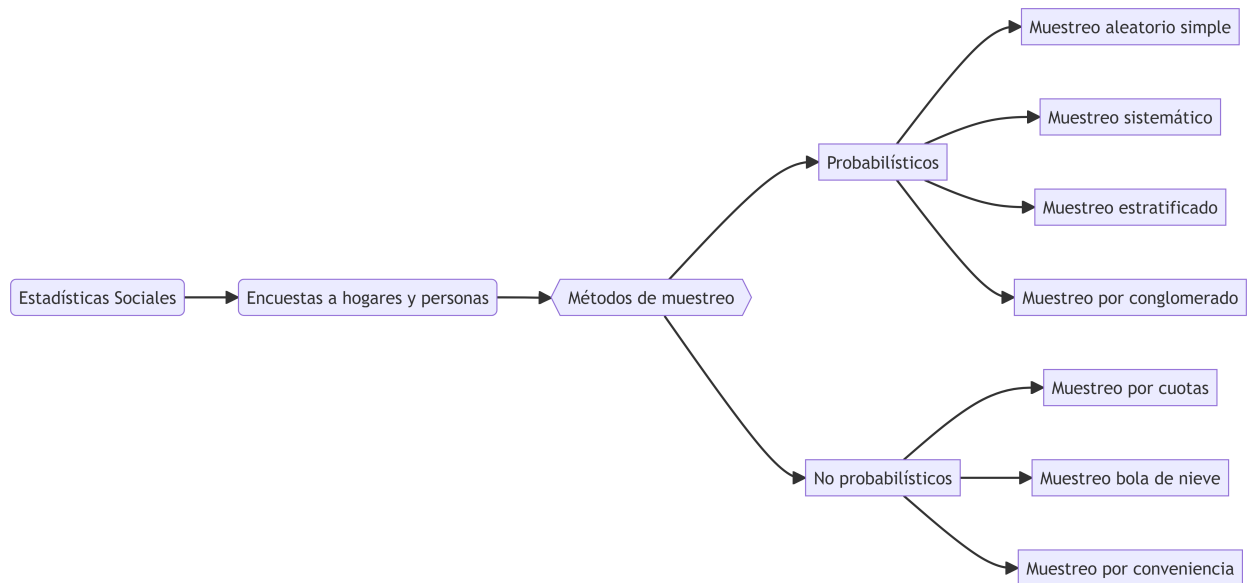 Estadísticas Sociales
Encuestas a hogares y personas
Métodos de muestreo
Probabilísticos
Muestreo aleatorio simple
Muestreo sistemático
Muestreo estratificado
Muestreo por conglomerado
No probabilísticos
Muestreo por cuotas
Muestreo bola de nieve
Muestreo por conveniencia